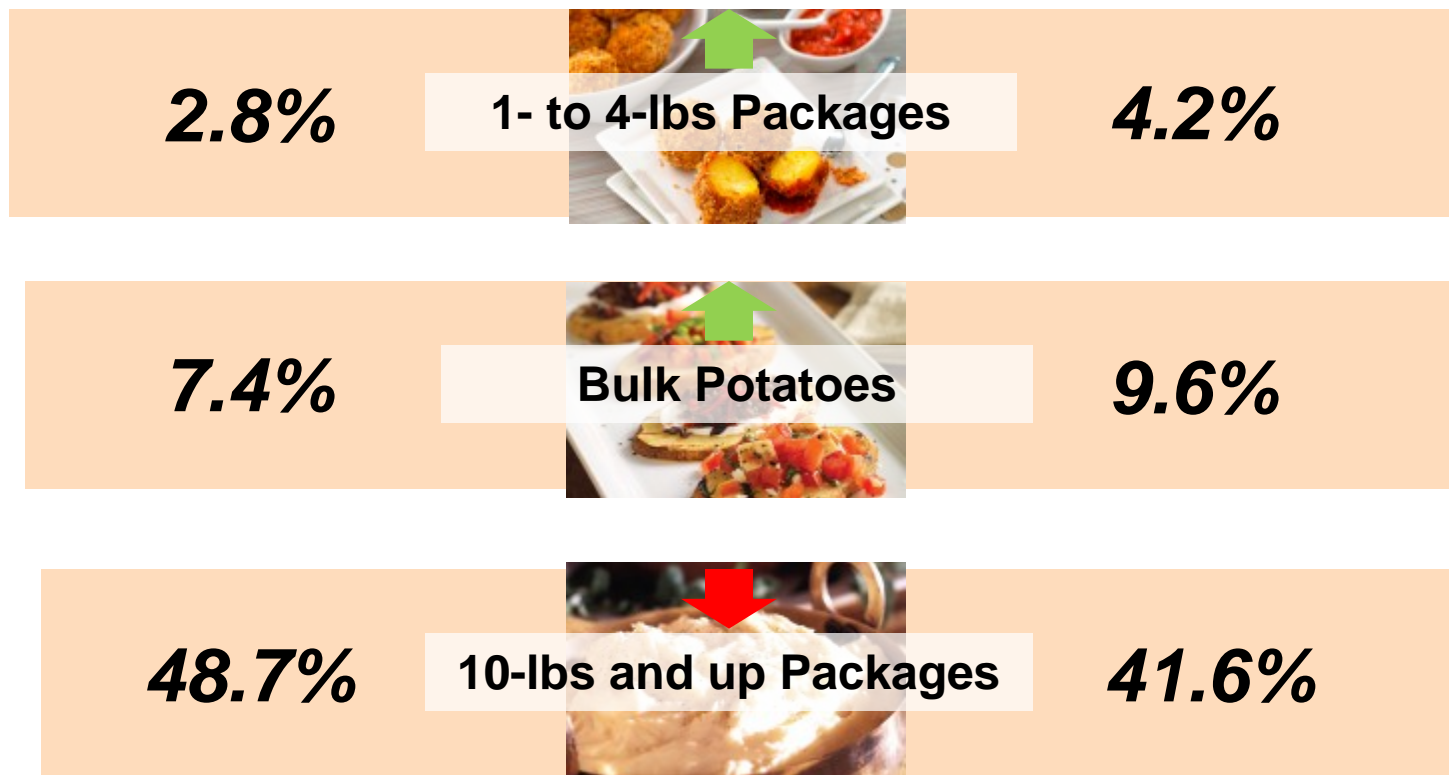 2.8%
1- to 4-lbs Packages
4.2%
7.4%
Bulk Potatoes
9.6%
48.7%
10-lbs and up Packages
41.6%